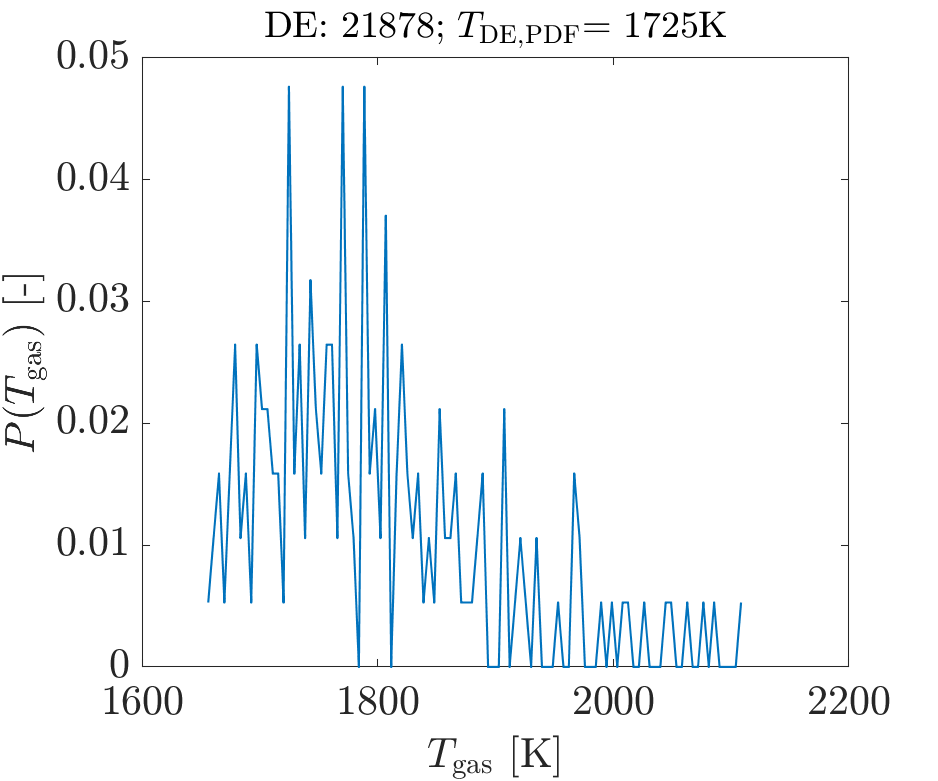 DE: 21878; T_DE,PDF= 1725K
0.05
0.04
0.03
0.02
0.01
0
P(T_gas) [-]
1600 1800 2000 2200
T_gas [K]